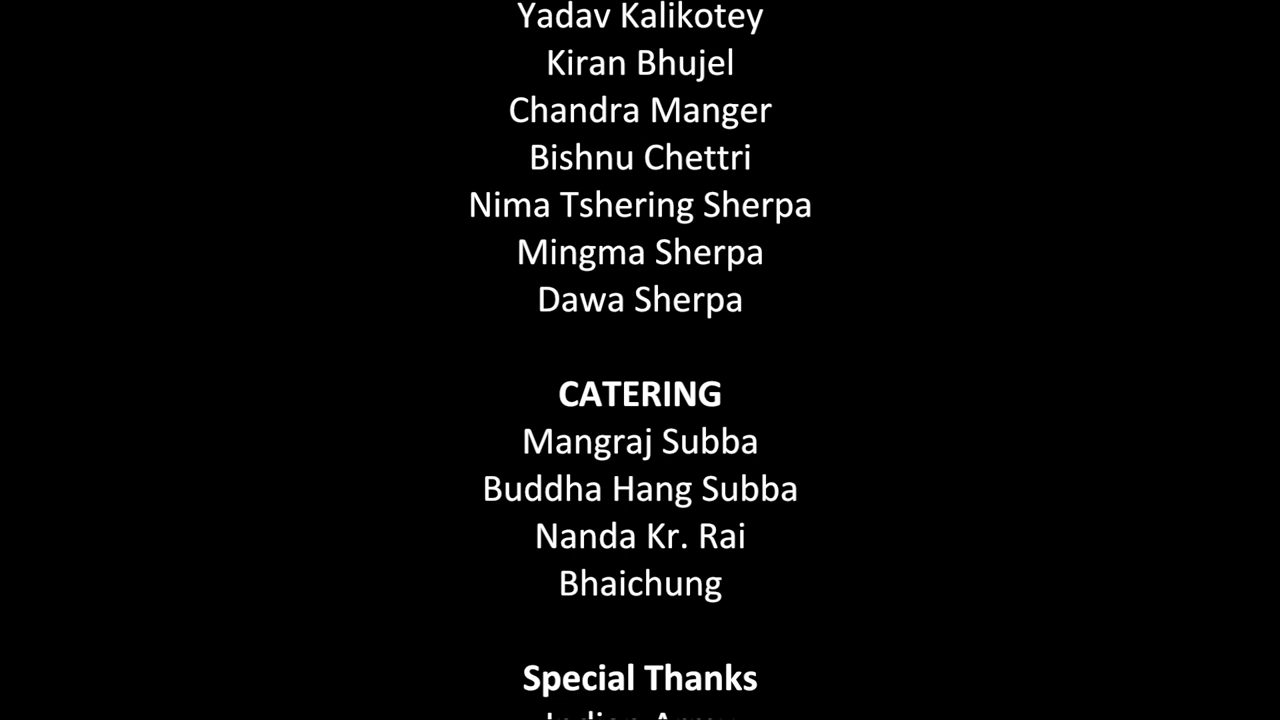 Yadav Kalikotey
Kiran Bhujel
Chandra Manger
Bishnu Chettri
Nima Tshering Sherpa
Mingma Sherpa
Dawa Sherpa
CATERING
Mangraj Subba
Buddha Hang Subba
Nanda Kr. Rai
Bhaichung
Special Thanks